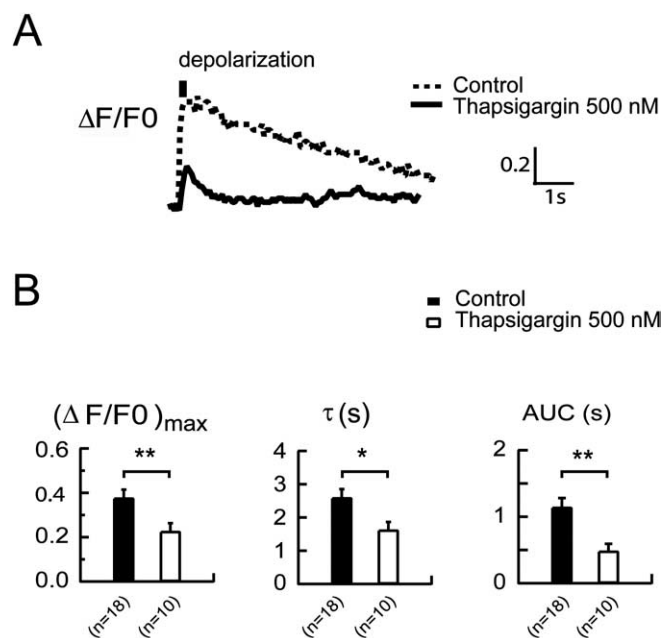 A
depolarization
ΔF/F0
Control
Thapsigargin 500 nM
0.2
1s
B
Control
Thapsigargin 500 nM
(Δ F/F0)max
τ (s)
AUC (s)
0.6
0.4
0.2
0.0
**
(n=18)
(n=10)
4
3
2
1
0
*
(n=18)
(n=10)
2
1
0
**
(n=18)
(n=10)